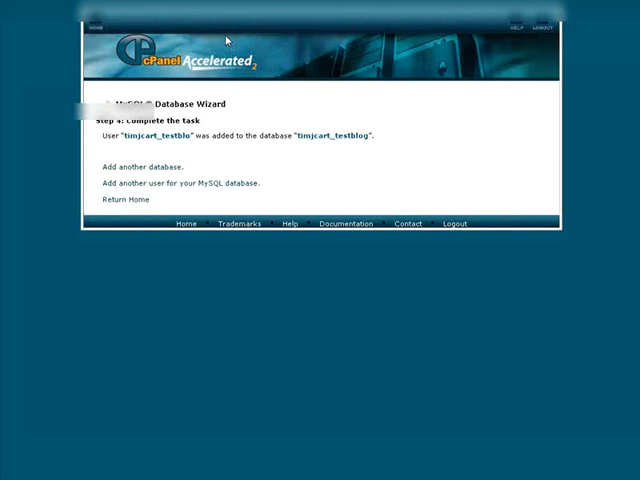 HOME HELP LOGOUT
cP cPanel Accelerated2
MySQL® Database Wizard
Step 4: Complete the task
User "timjcart_testblo" was added to the database "timjcart_testblog".
Add another database.
Add another user for your MySQL database.
Return Home
Home • Trademarks • Help • Documentation • Contact • Logout